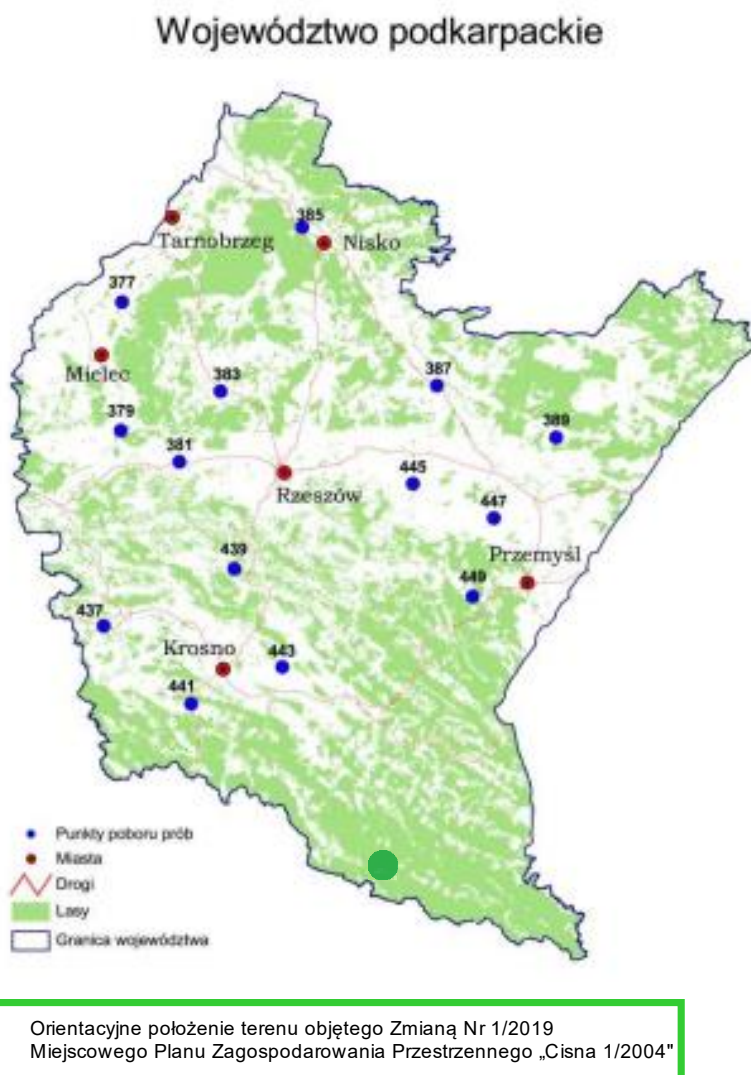 Województwo podkarpackie
385
Tarnobrzeg
Nisko
377
Mielec
383
387
379
389
381
445
Rzeszów
447
439
Przemyśl
449
437
Krosno
443
441
Punkty poboru prób
Miasta
Drogi
Lasy
Granica województwa
Orientacyjne położenie terenu objętego Zmianą Nr 1/2019
Miejscowego Planu Zagospodarowania Przestrzennego „Cisna 1/2004"